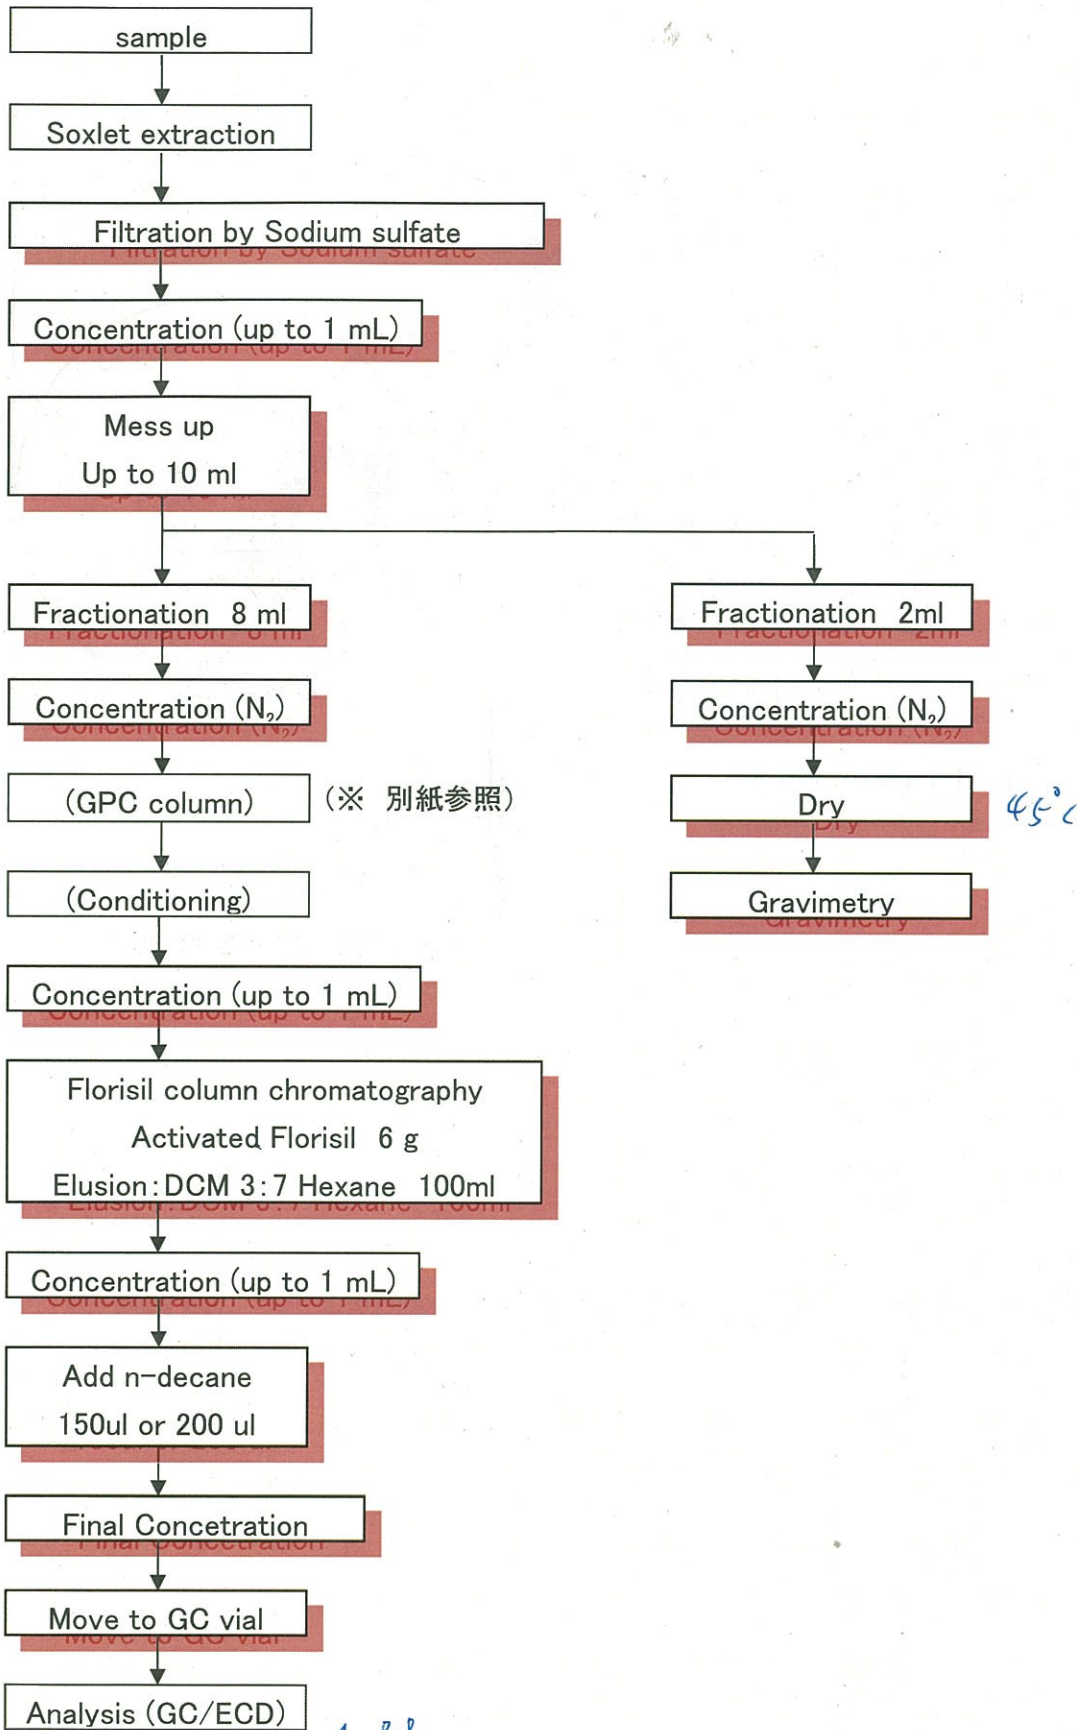 sample
Soxlet extraction
Filtration by Sodium sulfate
Concentration (up to 1 mL)
Mess up
Up to 10 ml
Fractionation 8 ml
Concentration (N₂)
(GPC column)
(※ 別紙参照)
(Conditioning)
Concentration (up to 1 mL)
Florisil column chromatography
Activated Florisil 6 g
Elusion:DCM 3:7 Hexane 100ml
Concentration (up to 1 mL)
Add n-decane
150ul or 200 ul
Final Concetration
Move to GC vial
Analysis (GC/ECD)
Fractionation 2ml
Concentration (N₂)
Dry
45°C
Gravimetry